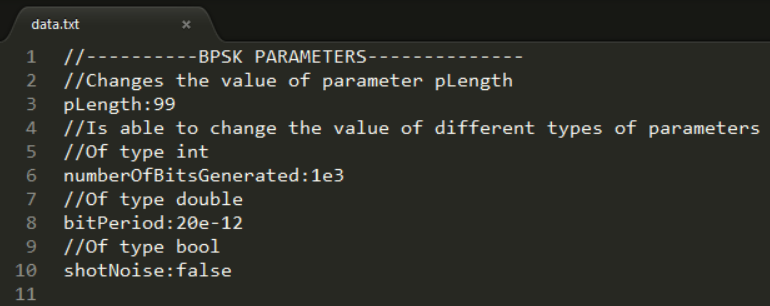 data.txt ×
1 //----------BPSK PARAMETERS--------------
2 //Changes the value of parameter pLength
3 pLength:99
4 //Is able to change the value of different types of parameters
5 //Of type int
6 numberOfBitsGenerated:1e3
7 //Of type double
8 bitPeriod:20e-12
9 //Of type bool
10 shotNoise:false
11